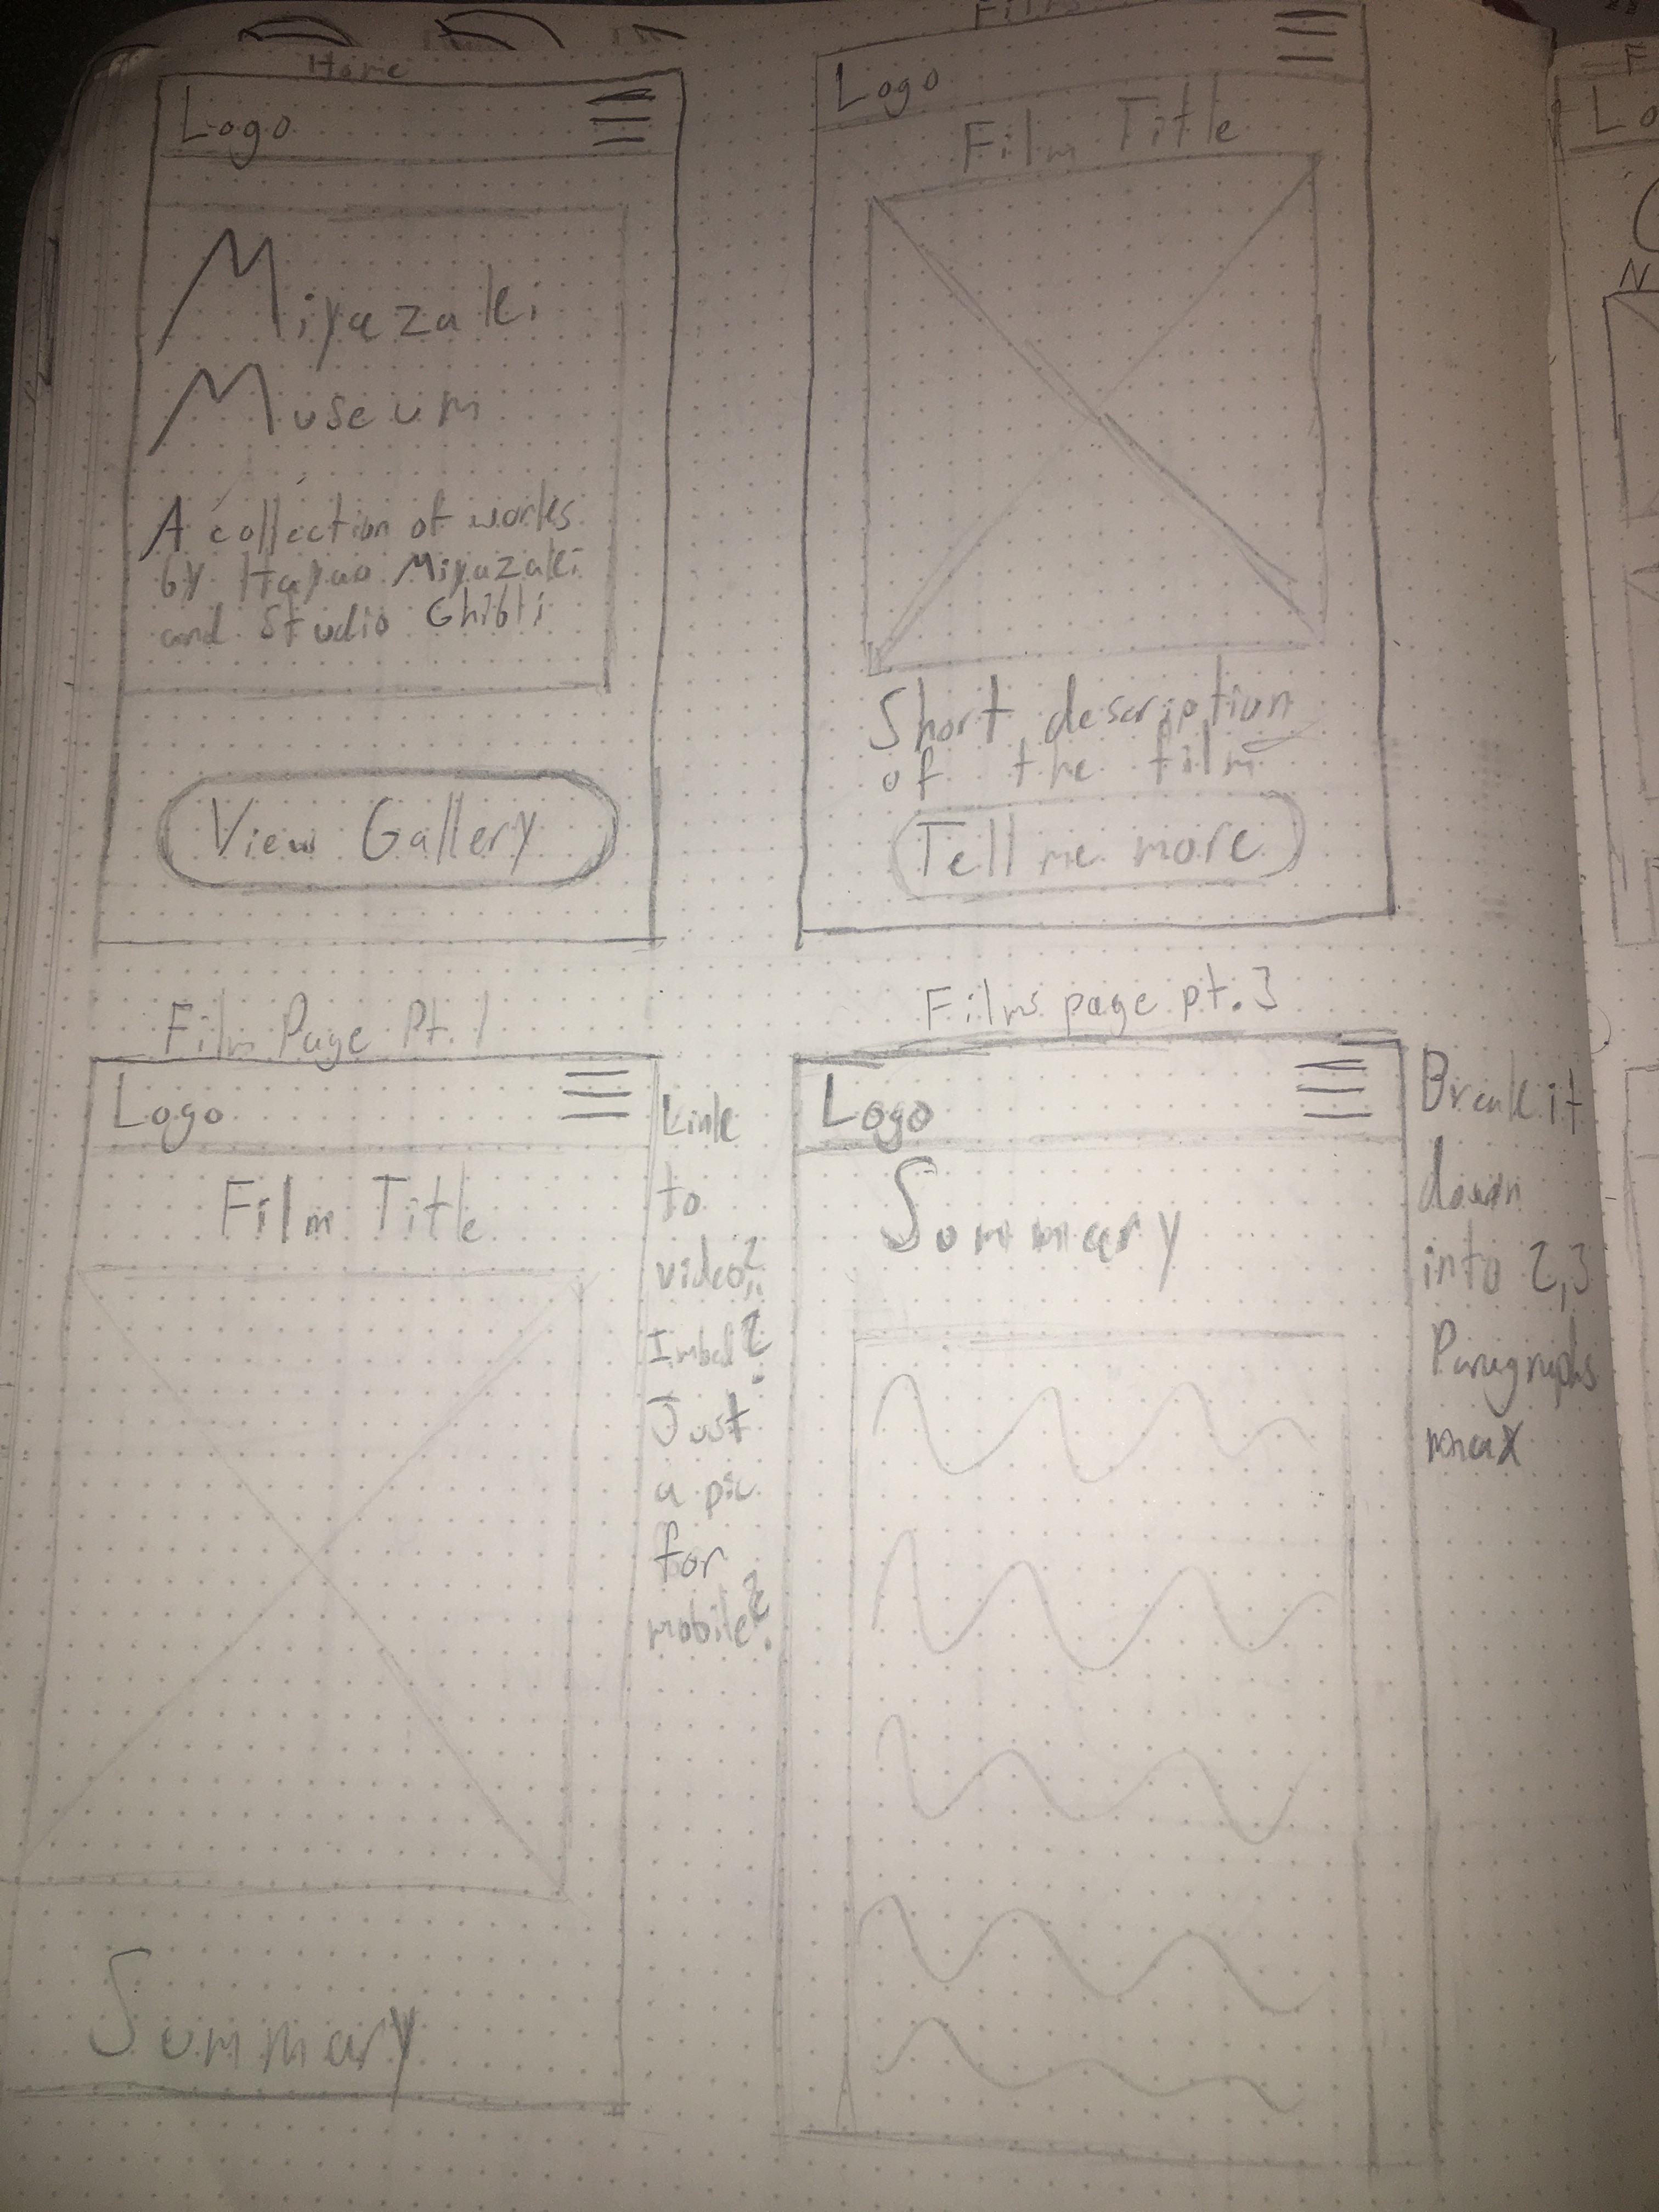 Home
Logo
Miyazaki
Museum
A collection of works
by Hayao Miyazaki
and Studio Ghibli
View Gallery
Films
Logo
Film Title
Short description
of the film
Tell me more
Film Page Pt. 1
Logo
Film Title
Summary
Link
to
video?
Imbed?
Just
a pic
for
mobile?
Films page pt. 3
Logo
Summary
Break it
down
into 2,3
Paragraphs
max
F
Lo
N